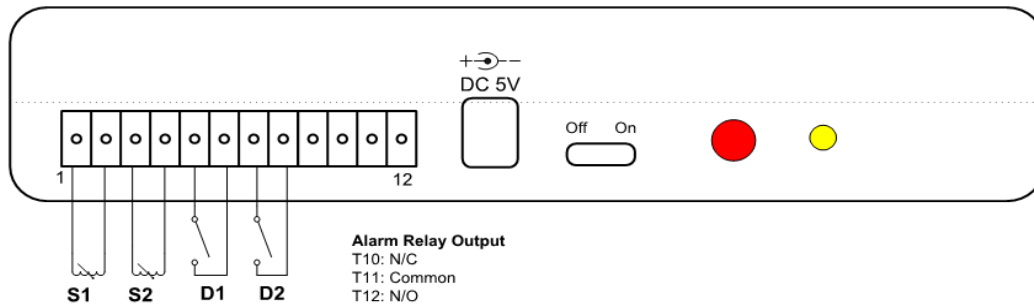 + --
DC 5V
Off On
1 12
S1 S2 D1 D2
Alarm Relay Output
T10: N/C
T11: Common
T12: N/O